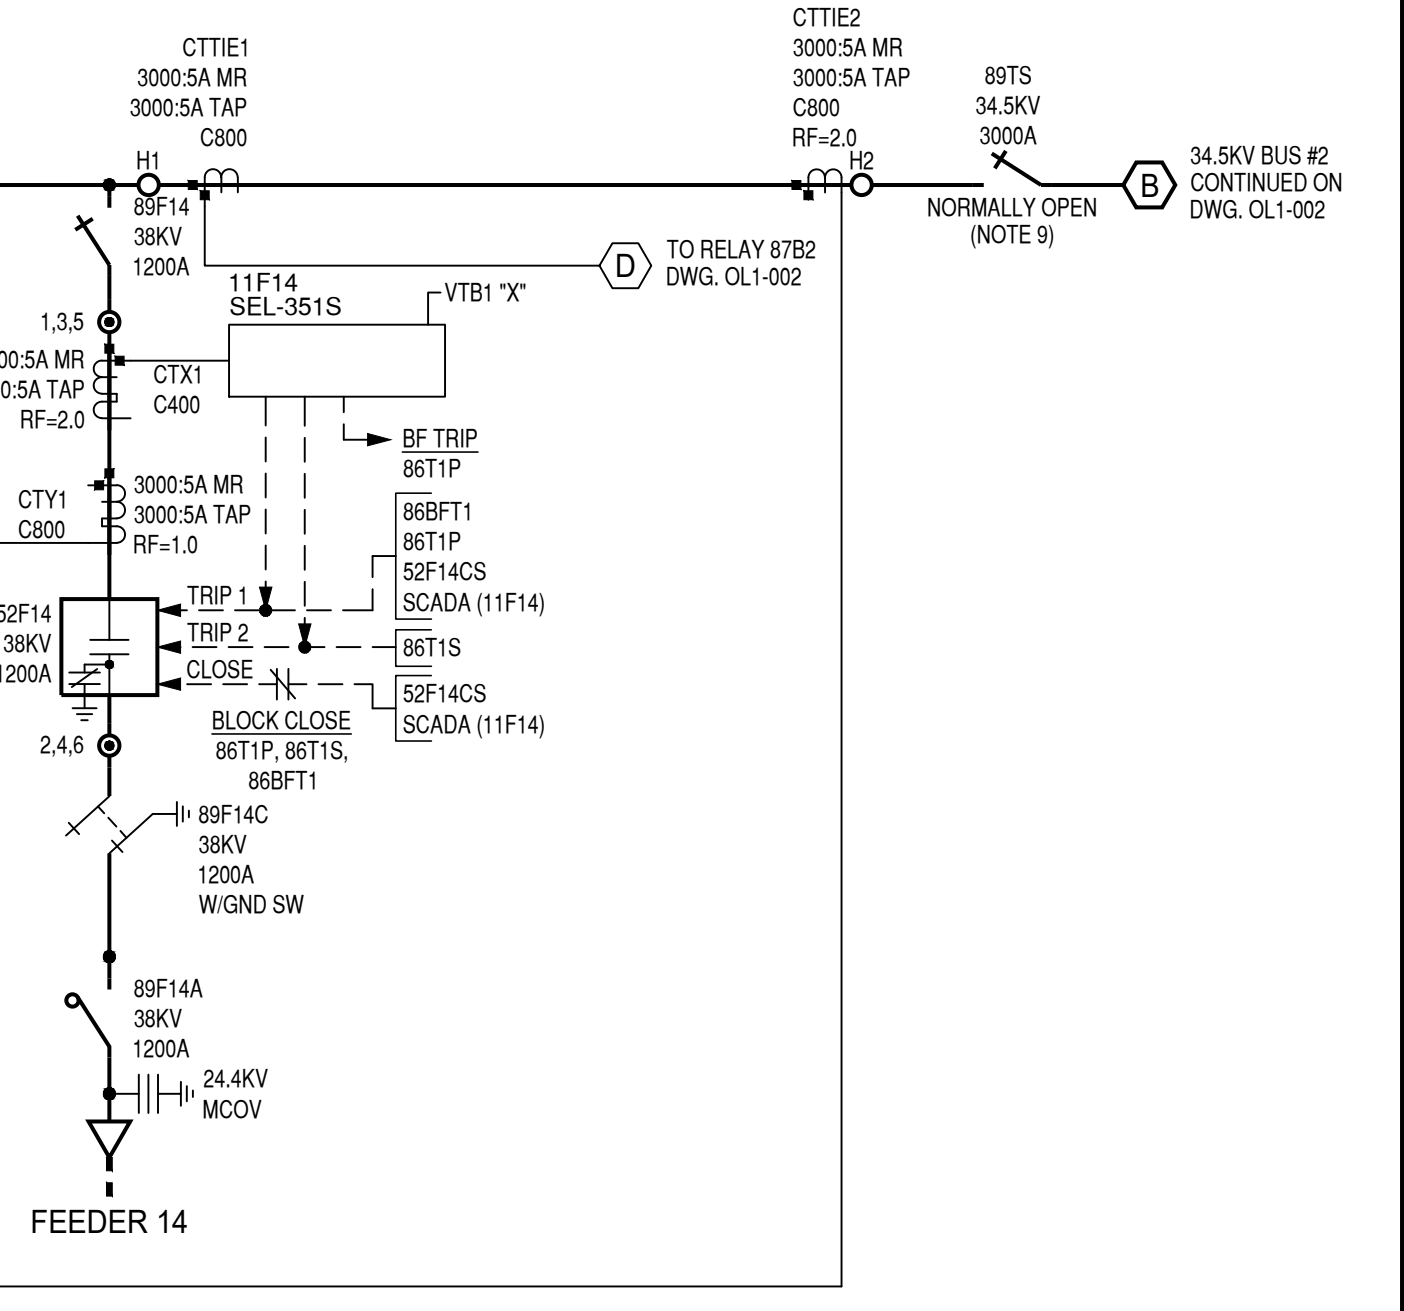 CTTIE1
3000:5A MR
3000:5A TAP
C800
H1
CTTIE2
3000:5A MR
3000:5A TAP
C800
RF=2.0
H2
89TS
34.5KV
3000A
NORMALLY OPEN
(NOTE 9)
B
34.5KV BUS #2
CONTINUED ON
DWG. OL1-002
89F14
38KV
1200A
D
TO RELAY 87B2
DWG. OL1-002
11F14
SEL-351S
VTB1 "X"
1,3,5
00:5A MR
0:5A TAP
RF=2.0
CTX1
C400
BF TRIP
86T1P
CTY1
C800
3000:5A MR
3000:5A TAP
RF=1.0
86BFT1
86T1P
52F14CS
SCADA (11F14)
52F14
38KV
1200A
TRIP 1
TRIP 2
CLOSE
86T1S
52F14CS
SCADA (11F14)
BLOCK CLOSE
86T1P, 86T1S,
86BFT1
2,4,6
89F14C
38KV
1200A
W/GND SW
89F14A
38KV
1200A
24.4KV
MCOV
FEEDER 14